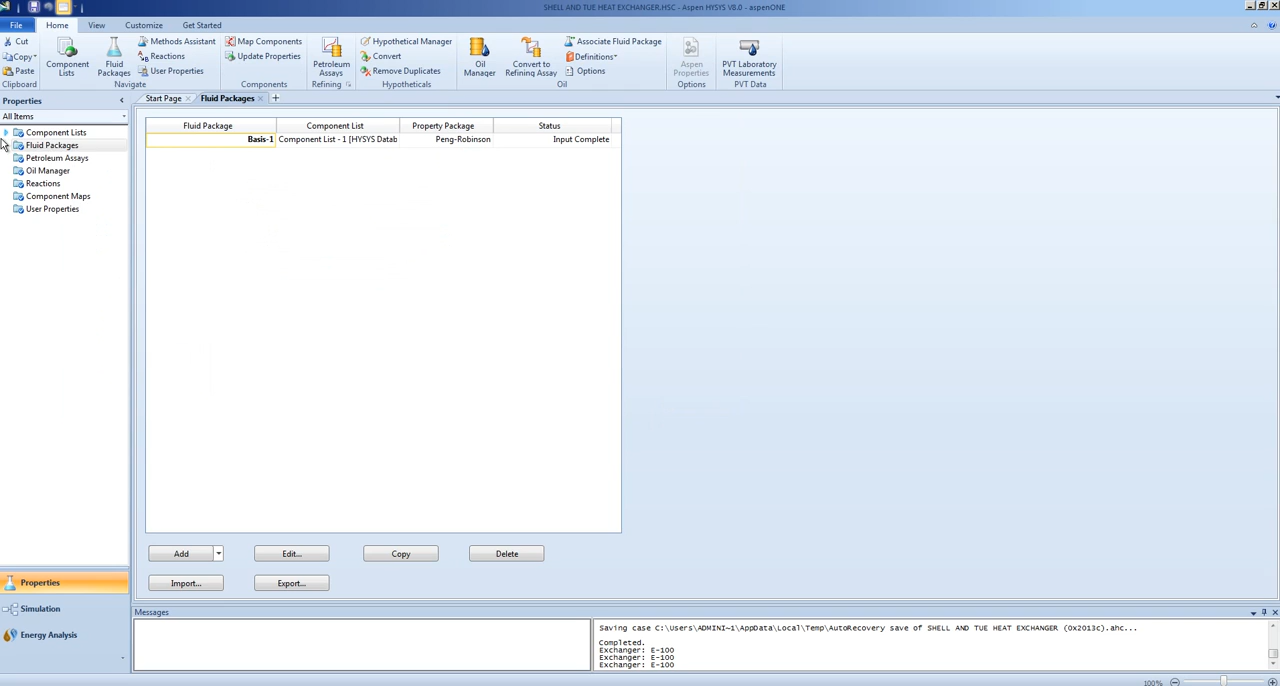 SHELL AND TUE HEAT EXCHANGER.HSC - Aspen HYSYS V8.0 - aspenONE
File Home View Customize Get Started
Cut Methods Assistant Map Components Hypothetical Manager Associate Fluid Package
Copy Reactions Update Properties Convert Definitions
Paste User Properties Remove Duplicates Options
Component Lists
Fluid Packages
Petroleum Assays
Oil Manager
Convert to Refining Assay
Aspen Properties
PVT Laboratory Measurements
Clipboard Navigate Components Refining Hypotheticals Oil Options PVT Data
Properties
Start Page Fluid Packages
All Items
Component Lists
Fluid Packages
Petroleum Assays
Oil Manager
Reactions
Component Maps
User Properties
Fluid Package Component List Property Package Status
Basis-1 Component List - 1 [HYSYS Datab Peng-Robinson Input Complete
Add Edit... Copy Delete
Import... Export...
Properties
Simulation
Energy Analysis
Messages
Saving case C:\Users\ADMINI~1\AppData\Local\Temp\AutoRecovery save of SHELL AND TUE HEAT EXCHANGER (0x2013c).ahc...
Completed.
Exchanger: E-100
Exchanger: E-100
Exchanger: E-100
100%